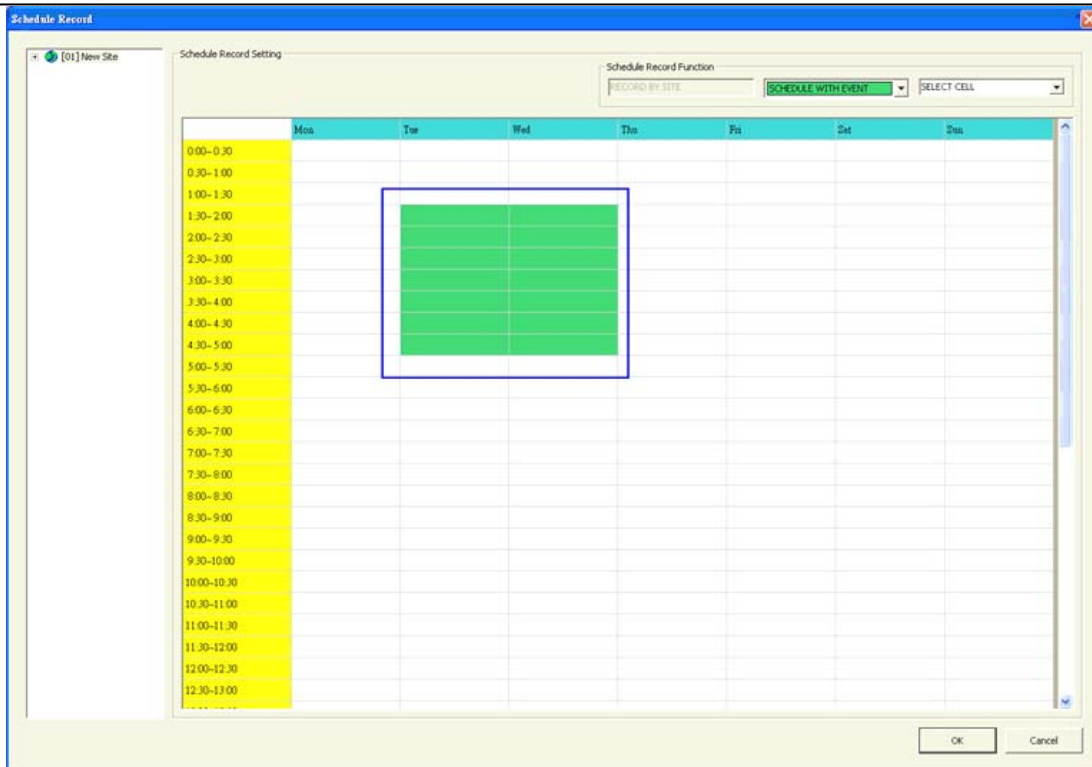 Schedule Record
[01] New Site
Schedule Record Setting
Schedule Record Function
RECORD BY SITE
SCHEDULE WITH EVENT
SELECT CELL
Mon Tue Wed Thu Fri Sat Sun
0:00~0:30
0:30~1:00
1:00~1:30
1:30~2:00
2:00~2:30
2:30~3:00
3:00~3:30
3:30~4:00
4:00~4:30
4:30~5:00
5:00~5:30
5:30~6:00
6:00~6:30
6:30~7:00
7:00~7:30
7:30~8:00
8:00~8:30
8:30~9:00
9:00~9:30
9:30~10:00
10:00~10:30
10:30~11:00
11:00~11:30
11:30~12:00
12:00~12:30
12:30~13:00
OK Cancel